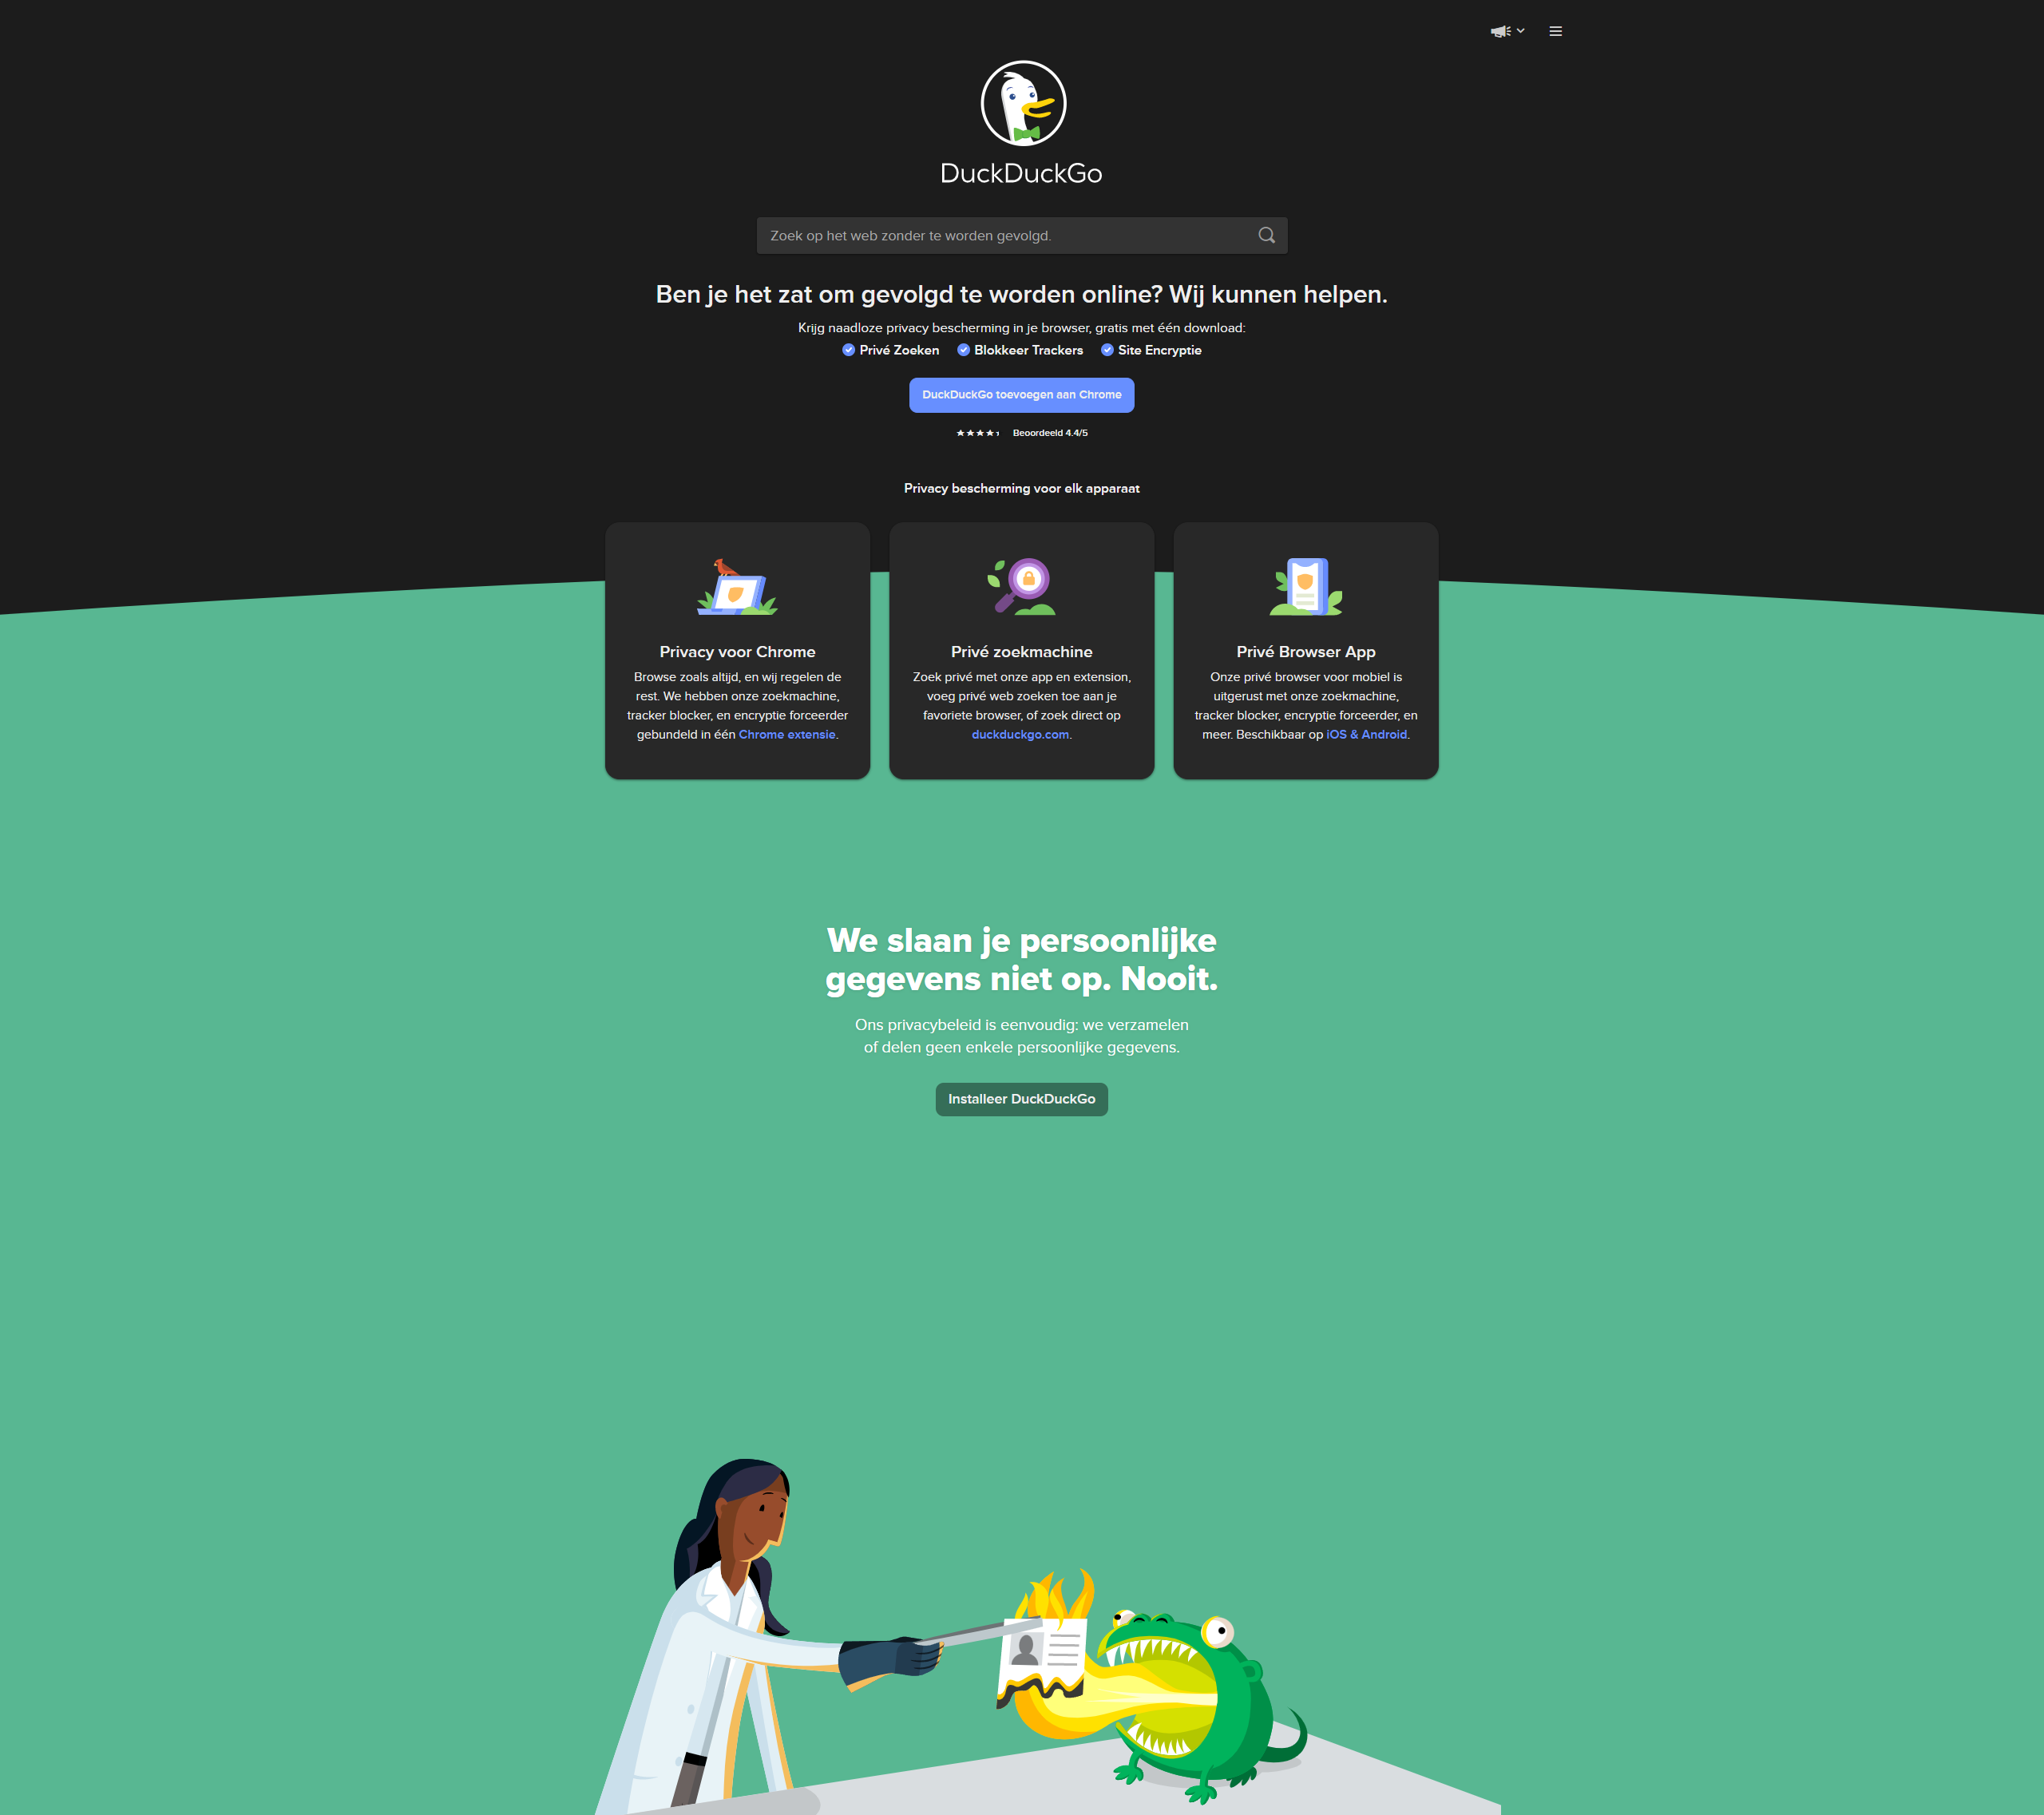 DuckDuckGo
Zoek op het web zonder te worden gevolgd.
Ben je het zat om gevolgd te worden online? Wij kunnen helpen.
Krijg naadloze privacy bescherming in je browser, gratis met één download:
Privé Zoeken Blokkeer Trackers Site Encryptie
DuckDuckGo toevoegen aan Chrome
Beoordeeld 4.4/5
Privacy bescherming voor elk apparaat
Privacy voor Chrome
Browse zoals altijd, en wij regelen de
rest. We hebben onze zoekmachine,
tracker blocker, en encryptie forceerder
gebundeld in één Chrome extensie.
Privé zoekmachine
Zoek privé met onze app en extension,
voeg privé web zoeken toe aan je
favoriete browser, of zoek direct op
duckduckgo.com.
Privé Browser App
Onze privé browser voor mobiel is
uitgerust met onze zoekmachine,
tracker blocker, encryptie forceerder, en
meer. Beschikbaar op iOS & Android.
We slaan je persoonlijke
gegevens niet op. Nooit.
Ons privacybeleid is eenvoudig: we verzamelen
of delen geen enkele persoonlijke gegevens.
Installeer DuckDuckGo